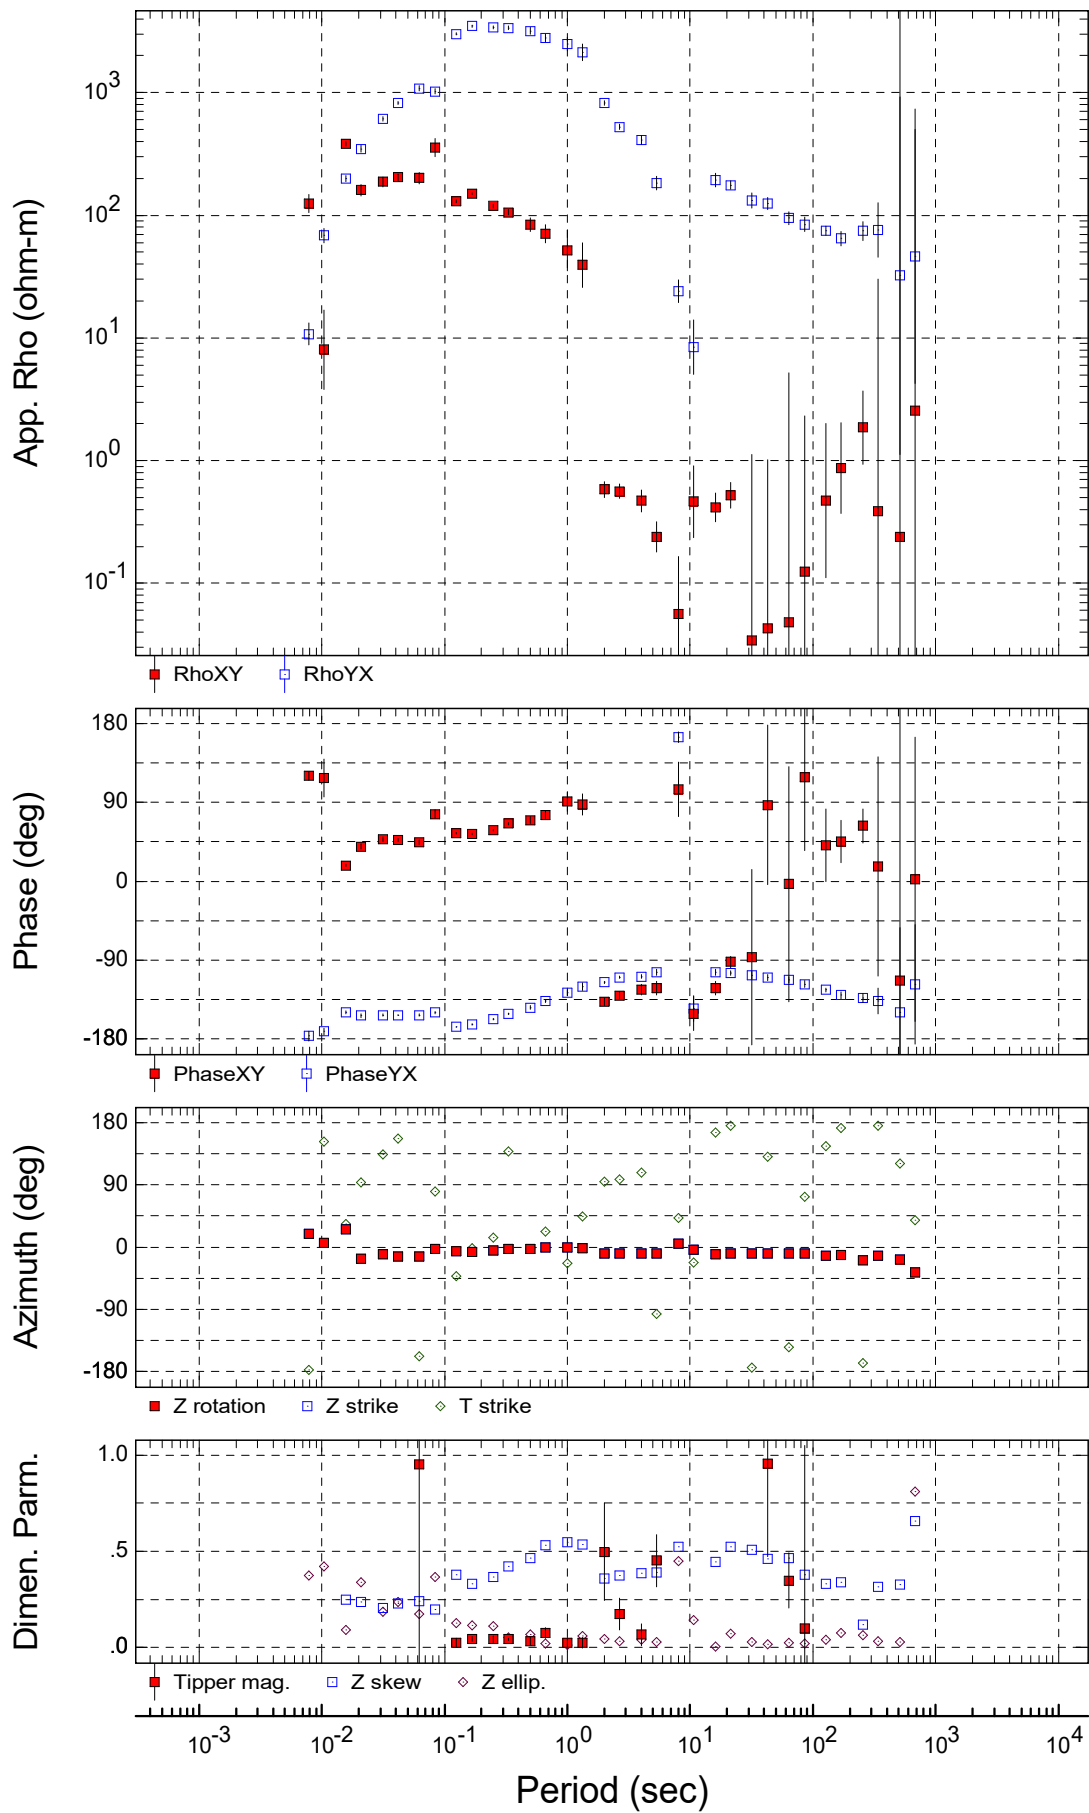 App. Rho (ohm-m)
10^3
10^2
10^1
10^0
10^-1
RhoXY RhoYX
Phase (deg)
180
90
0
-90
-180
PhaseXY PhaseYX
Azimuth (deg)
180
90
0
-90
-180
Z rotation Z strike T strike
Dimen. Parm.
1.0
.5
.0
Tipper mag. Z skew Z ellip.
10^-3 10^-2 10^-1 10^0 10^1 10^2 10^3 10^4
Period (sec)